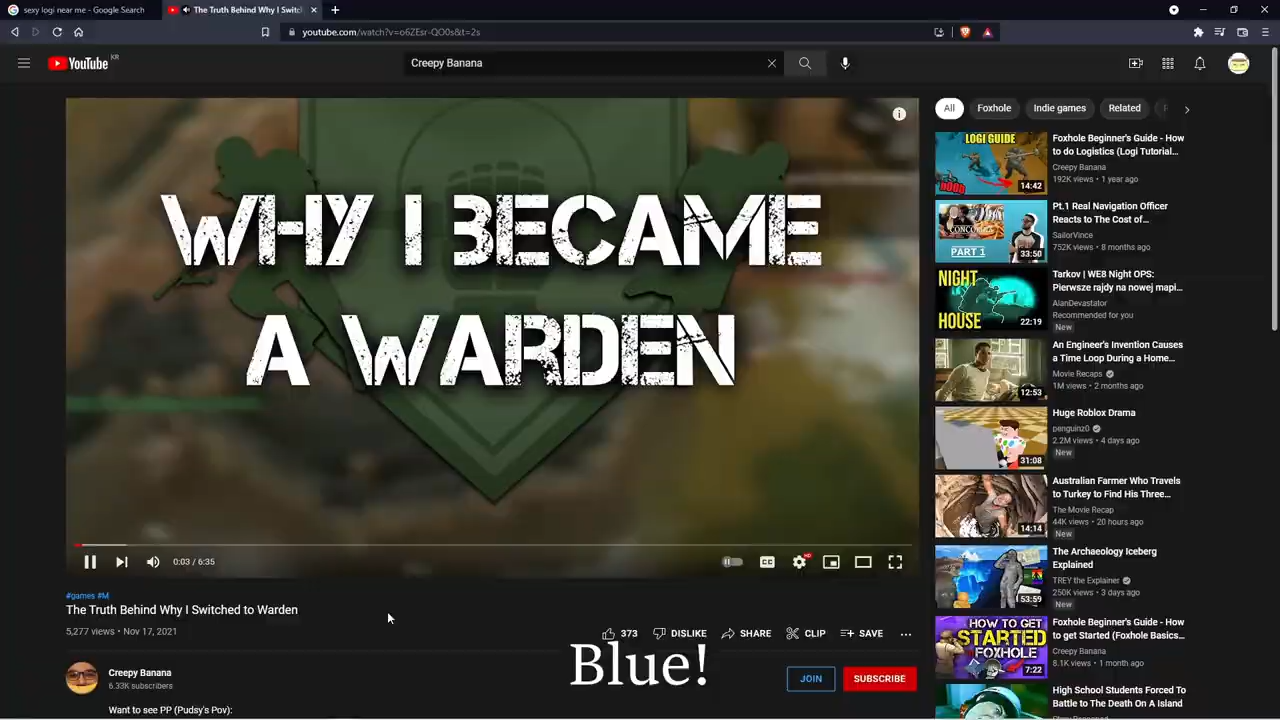 sexy logi near me - Google Search
The Truth Behind Why I Switch
youtube.com/watch?v=o6ZEsr-QO0s&t=2s
YouTube KR
Creepy Banana
WHY I BECAME
A WARDEN
0:03 / 6:35
CC
HD
#games #M
The Truth Behind Why I Switched to Warden
5,277 views • Nov 17, 2021
373
DISLIKE
SHARE
CLIP
SAVE
Blue!
Creepy Banana
6.33K subscribers
JOIN
SUBSCRIBE
Want to see PP (Pudsy's Pov):
All
Foxhole
Indie games
Related
LOGI GUIDE
noob
14:42
Foxhole Beginner's Guide - How
to do Logistics (Logi Tutorial...
Creepy Banana
192K views • 1 year ago
CONCORDIA
PART 1
33:50
Pt.1 Real Navigation Officer
Reacts to The Cost of...
SailorVince
752K views • 8 months ago
NIGHT
HOUSE
22:19
Tarkov | WE8 Night OPS:
Pierwsze rajdy na nowej mapi...
AlanDevastator
Recommended for you
New
12:53
An Engineer's Invention Causes
a Time Loop During a Home...
Movie Recaps
1M views • 2 months ago
31:08
Huge Roblox Drama
penguinz0
2.2M views • 4 days ago
New
14:14
Australian Farmer Who Travels
to Turkey to Find His Three...
The Movie Recap
44K views • 20 hours ago
New
53:59
The Archaeology Iceberg
Explained
TREY the Explainer
250K views • 3 days ago
New
HOW TO GET
STARTED
FOXHOLE
7:22
Foxhole Beginner's Guide - How
to get Started (Foxhole Basics...
Creepy Banana
8.1K views • 1 month ago
High School Students Forced To
Battle to The Death On A Island